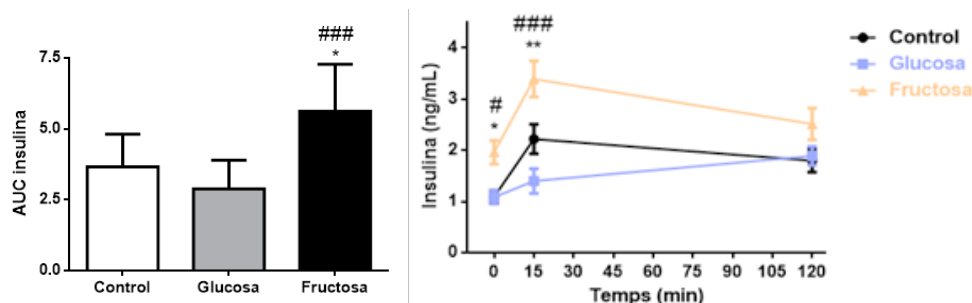 ###
*
7.5
5.0
2.5
0.0
AUC insulina
Control
Glucosa
Fructosa
###
**
#
*
4
3
2
1
0
Insulina (ng/mL)
0 15 30 45 60 75 90 105 120
Temps (min)
Control
Glucosa
Fructosa